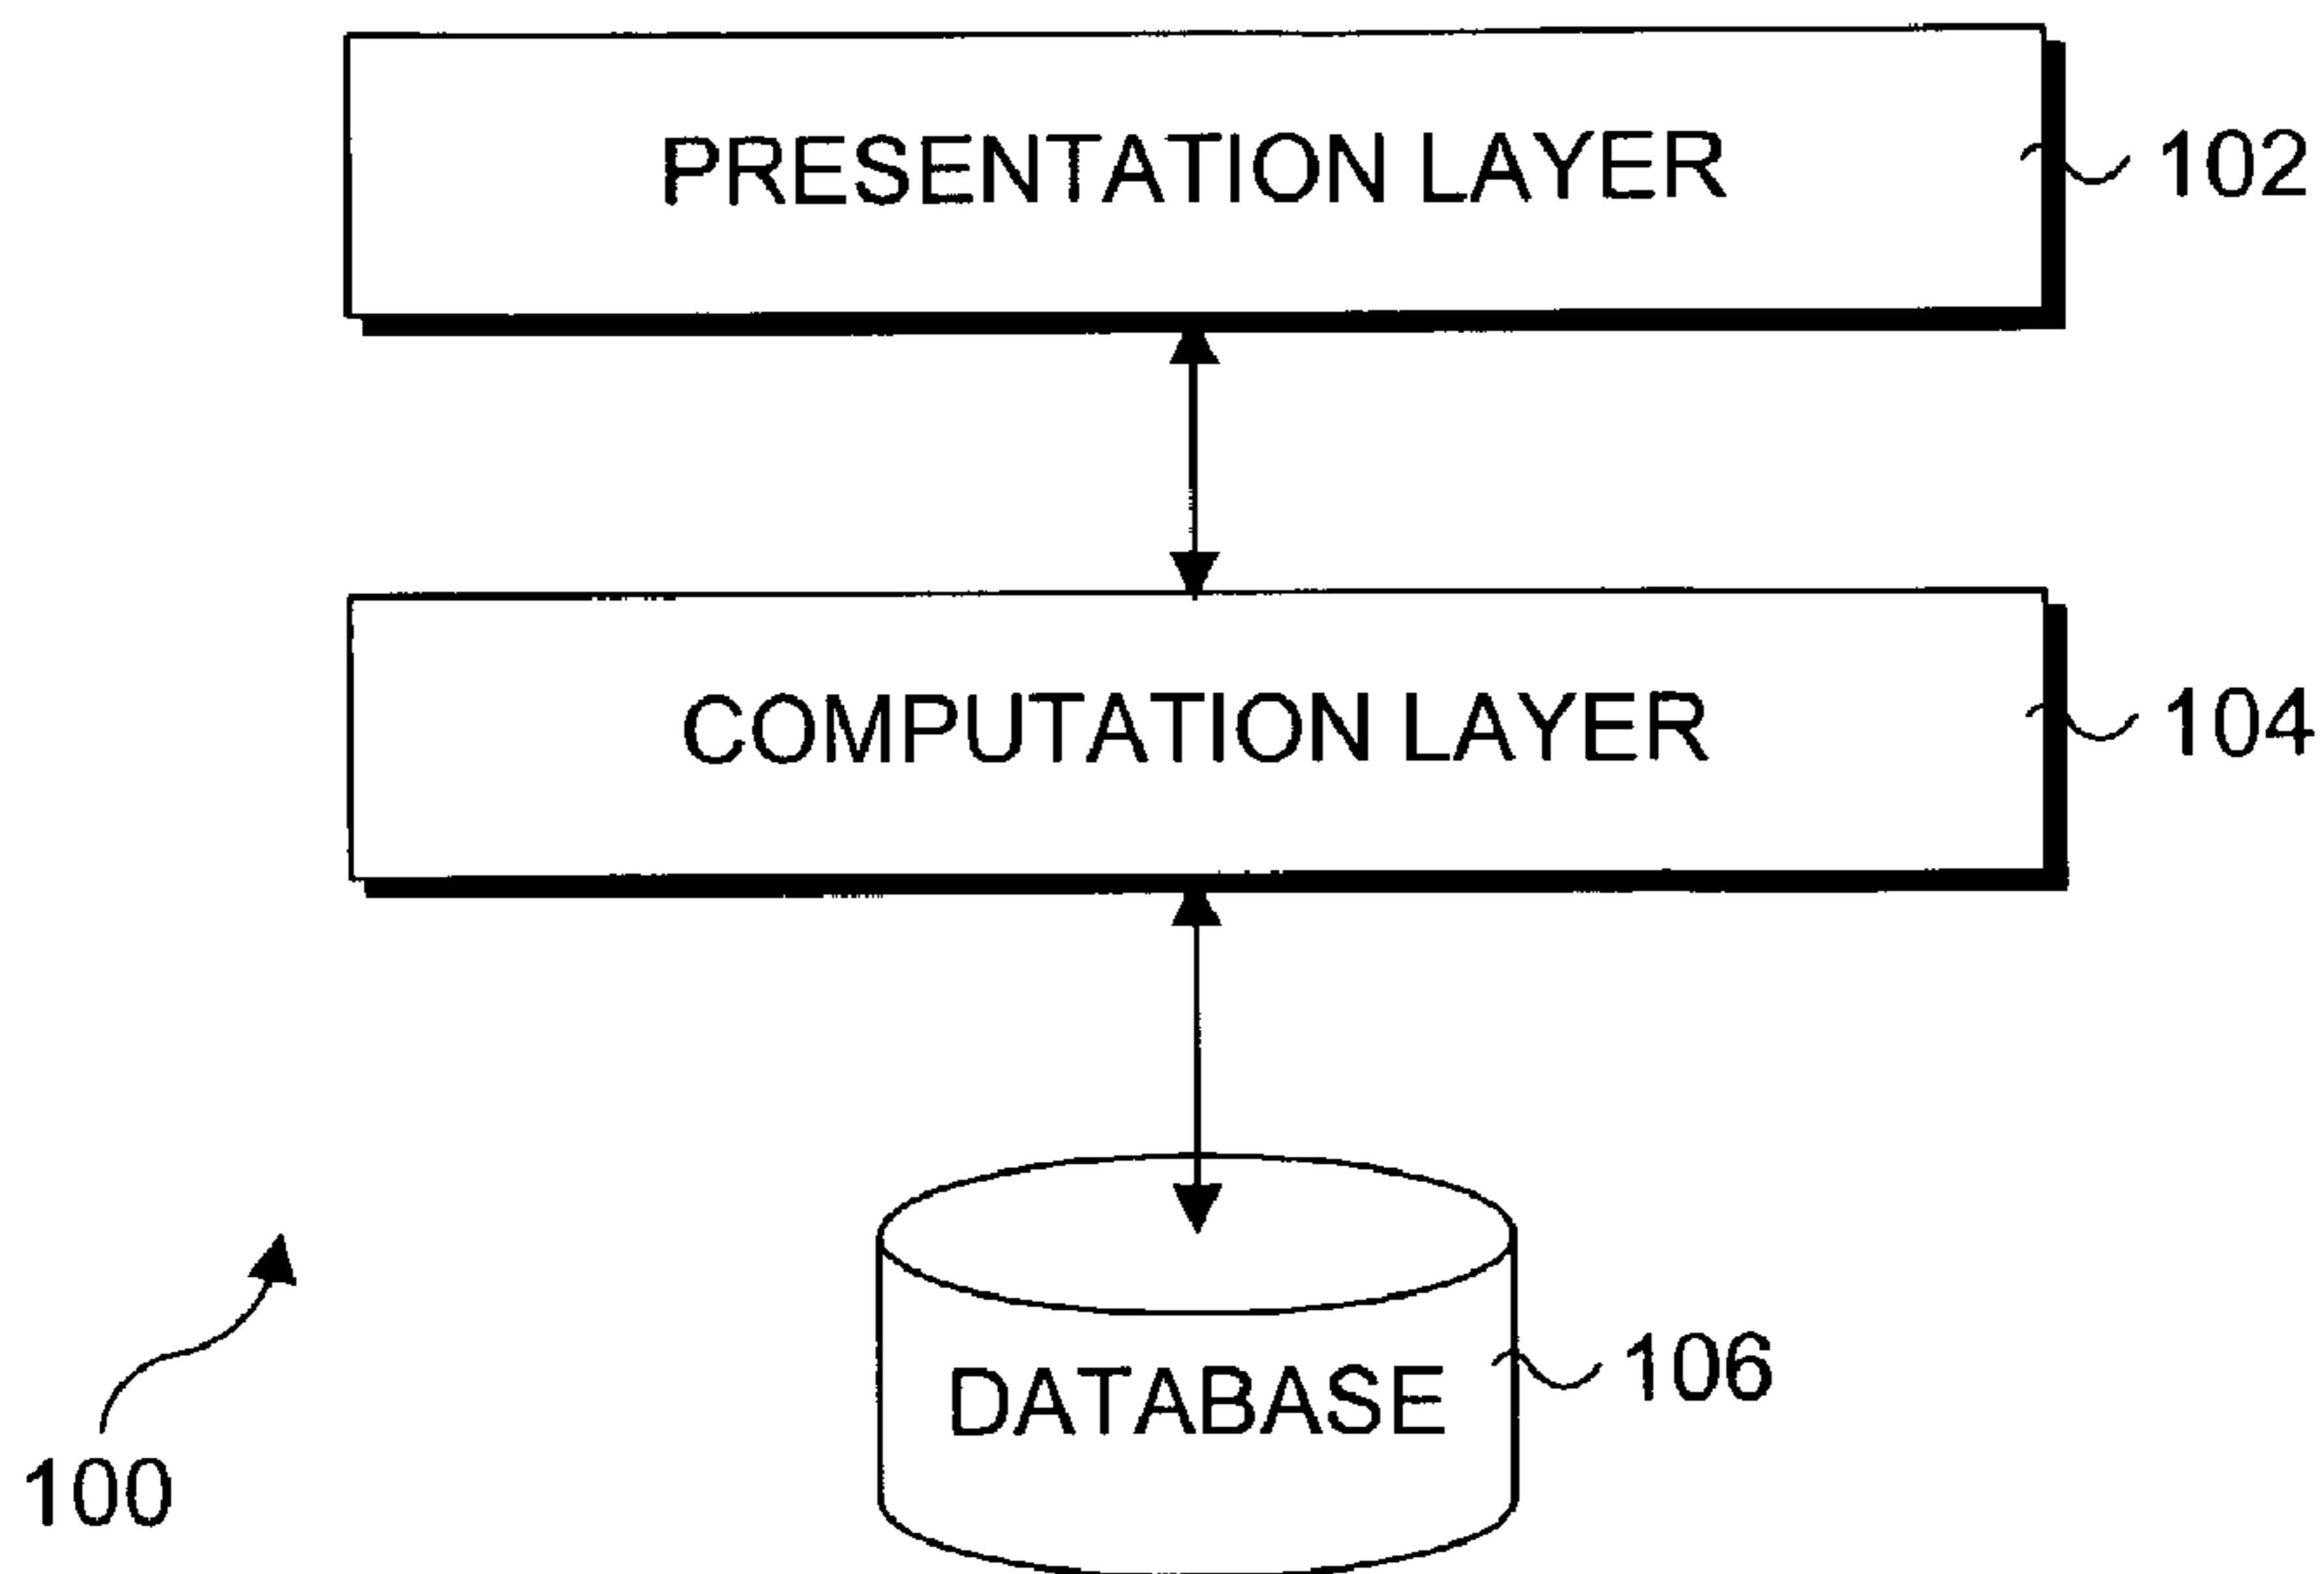 PRESENTATION LAYER 102
COMPUTATION LAYER 104
DATABASE 106
100